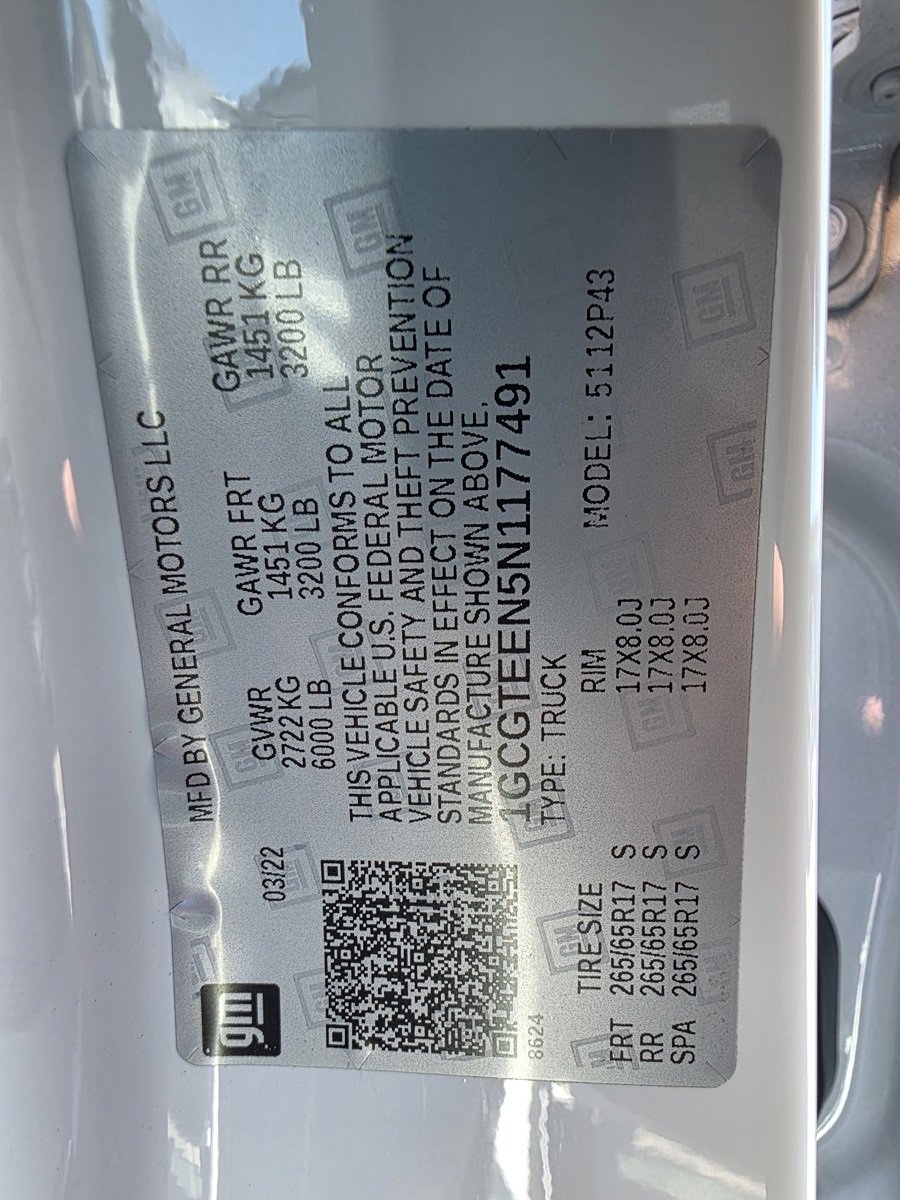 gm
MFD BY GENERAL MOTORS LLC
03/22
GVWR GAWR FRT GAWR RR
2722 KG 1451 KG 1451 KG
6000 LB 3200 LB 3200 LB
THIS VEHICLE CONFORMS TO ALL
APPLICABLE U.S. FEDERAL MOTOR
VEHICLE SAFETY AND THEFT PREVENTION
STANDARDS IN EFFECT ON THE DATE OF
MANUFACTURE SHOWN ABOVE.
1GCGTEEN5N1177491
8624 TYPE: TRUCK
TIRE SIZE RIM MODEL: 5112P43
FRT 265/65R17 S 17X8.0J
RR 265/65R17 S 17X8.0J
SPA 265/65R17 S 17X8.0J